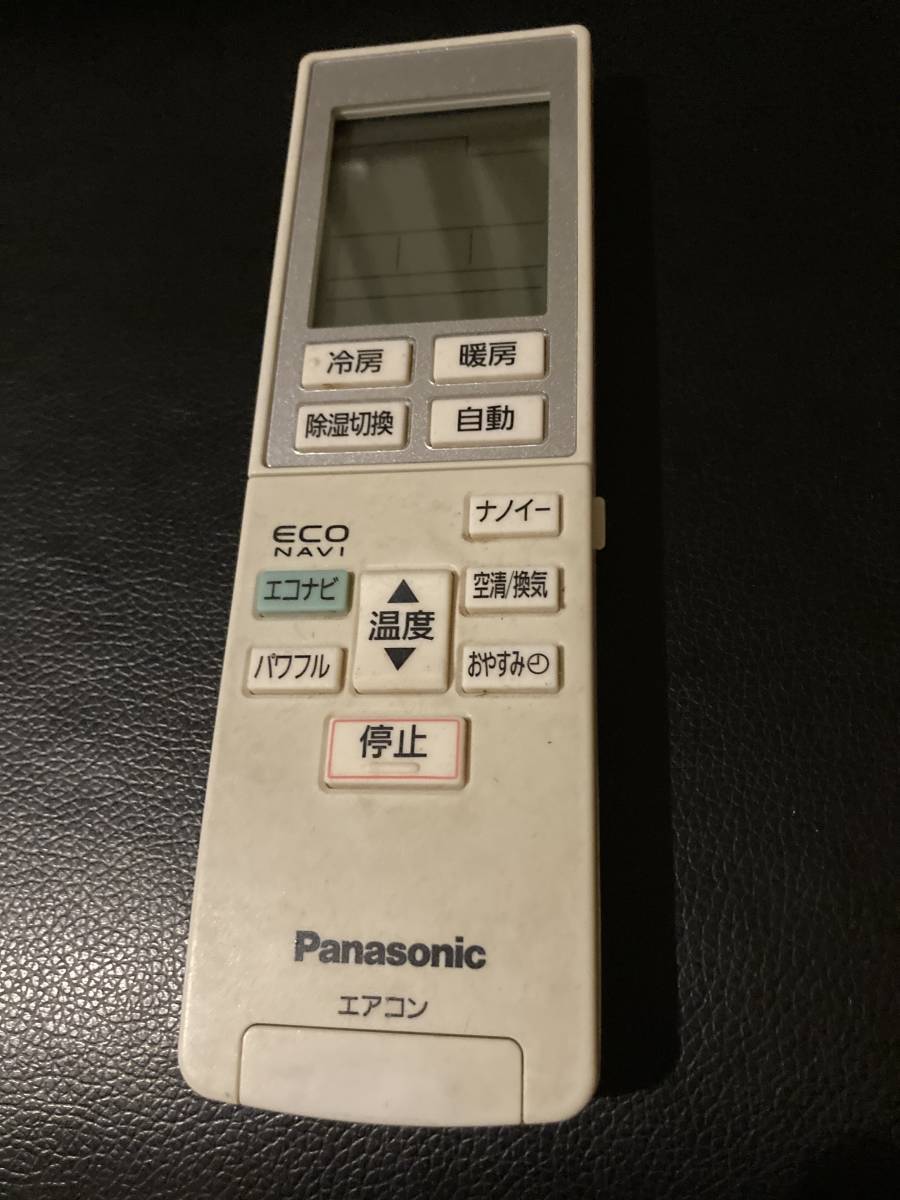 冷房 暖房
除湿切換 自動
ナノイー
ECO
NAVI
エコナビ 温度 空清/換気
パワフル おやすみ
停止
Panasonic
エアコン